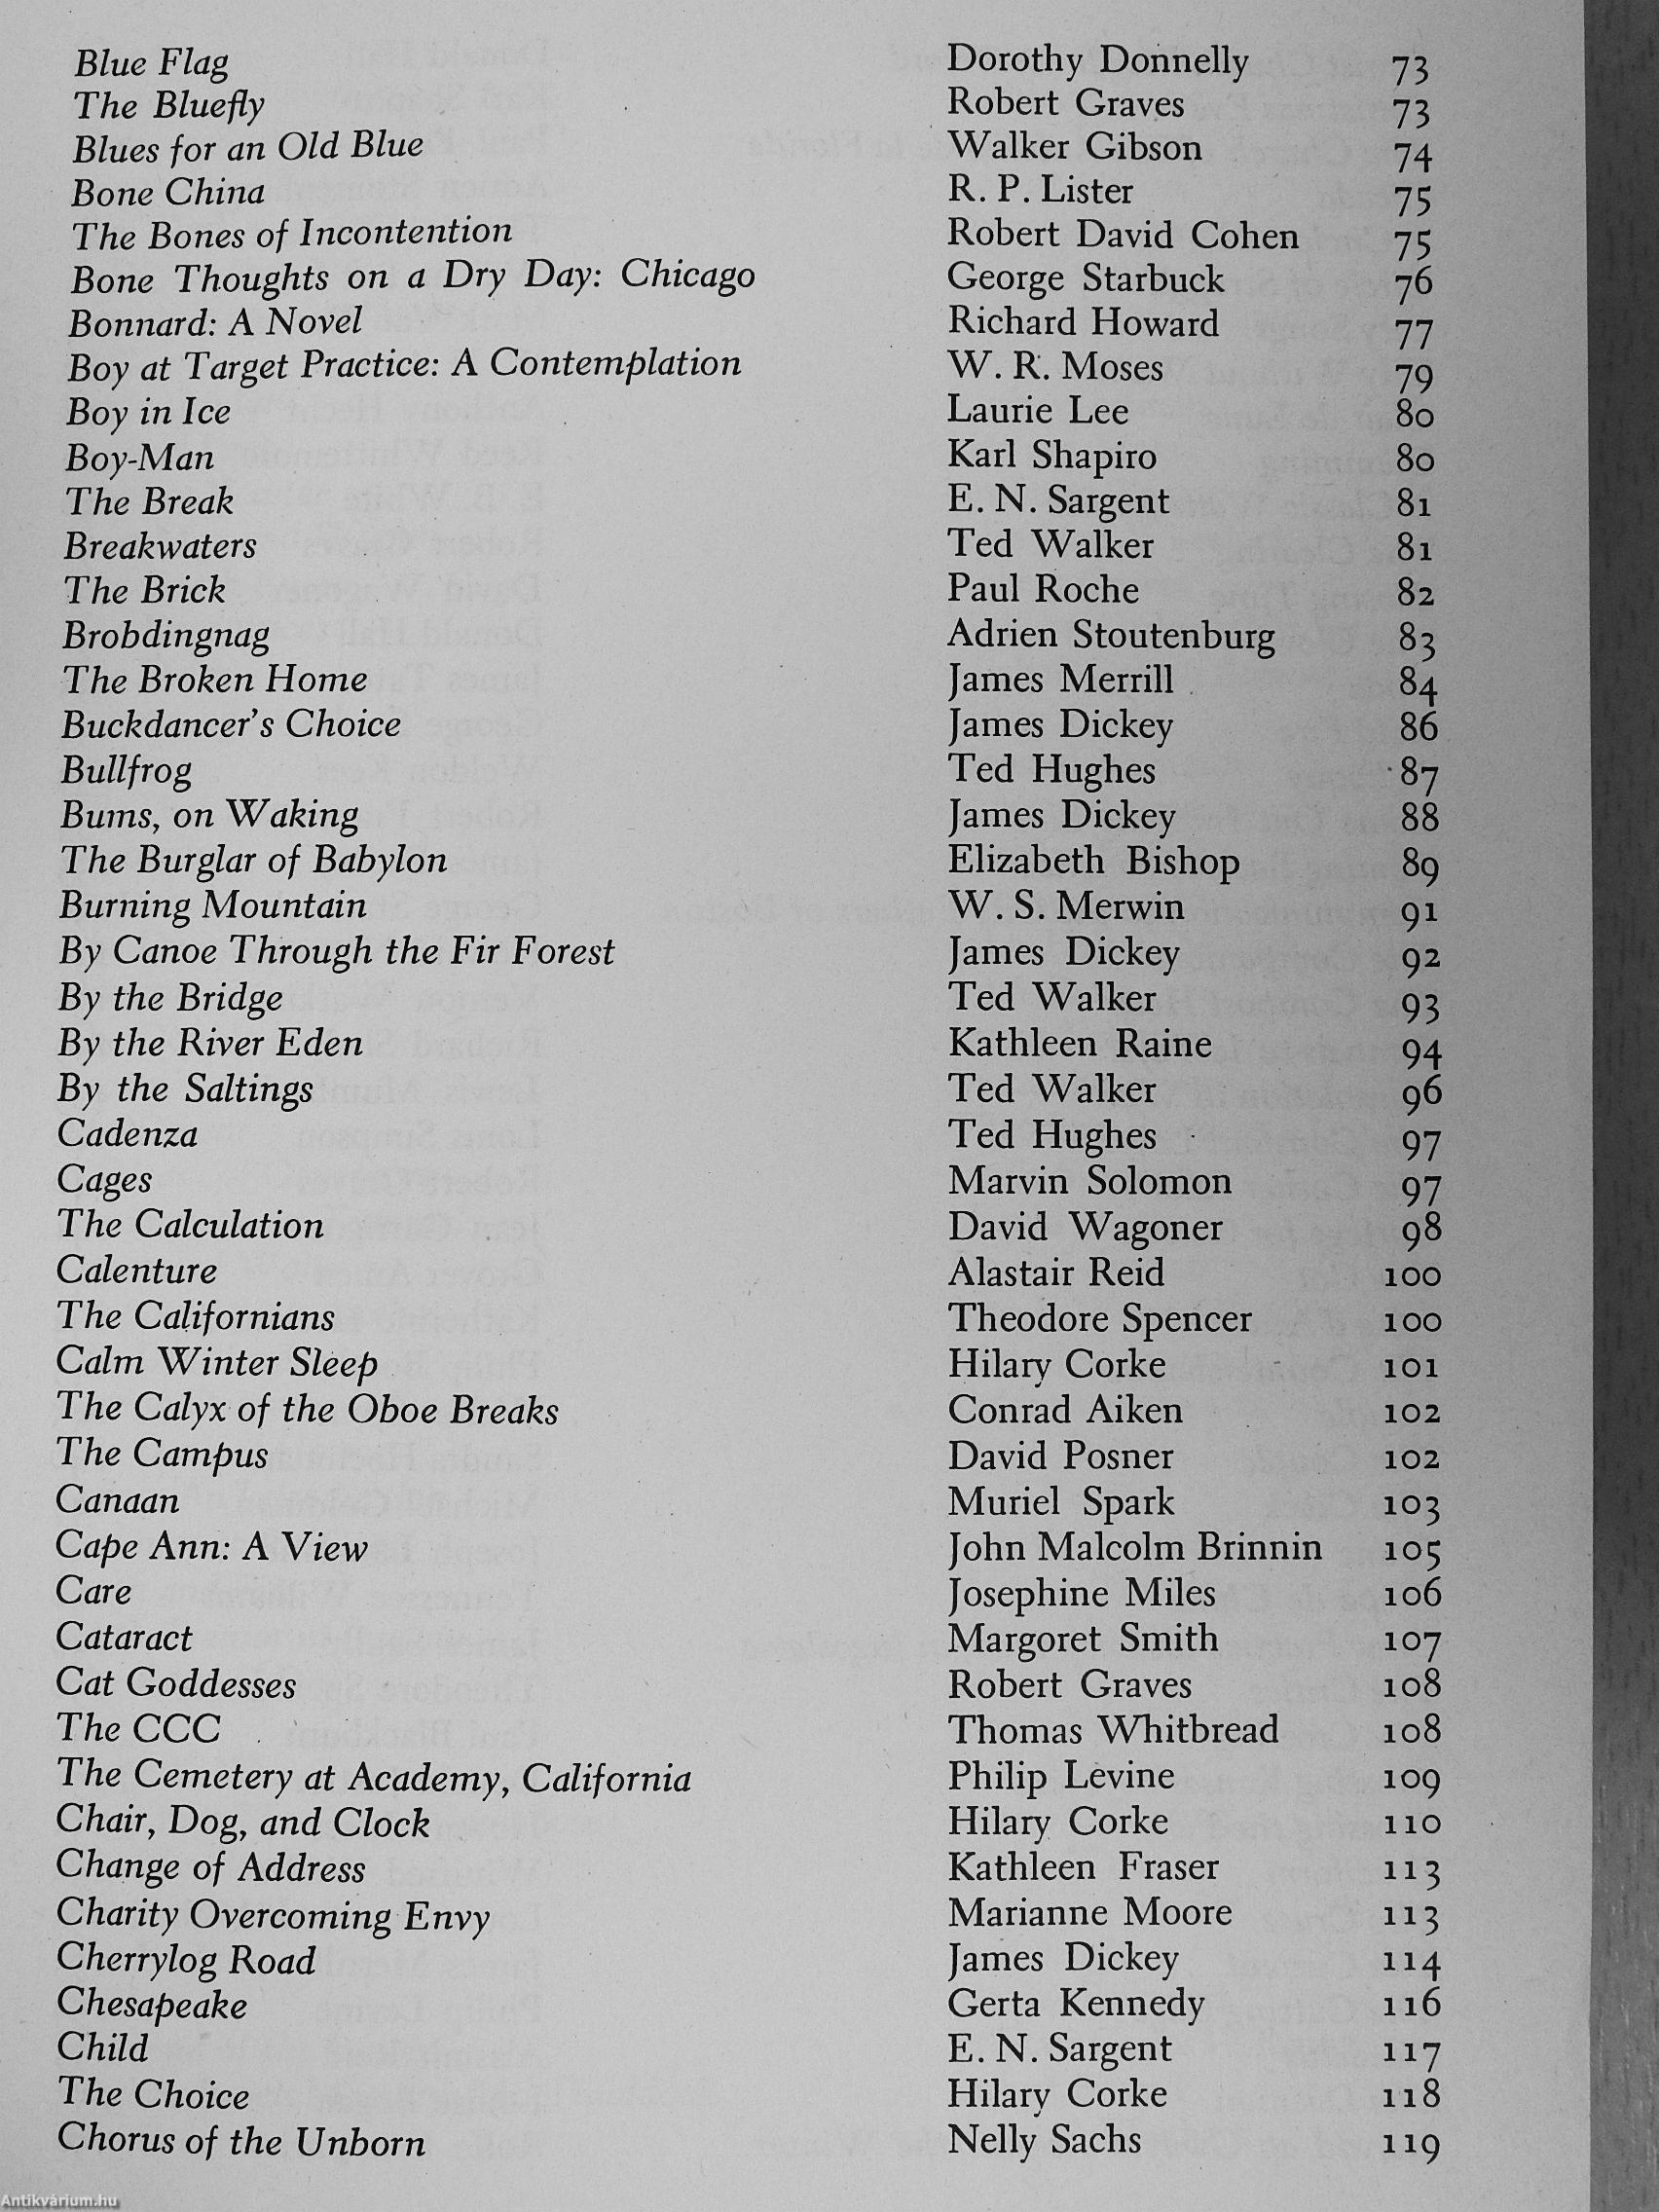 Blue Flag Dorothy Donnelly 73
The Bluefly Robert Graves 73
Blues for an Old Blue Walker Gibson 74
Bone China R. P. Lister 75
The Bones of Incontention Robert David Cohen 75
Bone Thoughts on a Dry Day: Chicago George Starbuck 76
Bonnard: A Novel Richard Howard 77
Boy at Target Practice: A Contemplation W. R. Moses 79
Boy in Ice Laurie Lee 80
Boy-Man Karl Shapiro 80
The Break E. N. Sargent 81
Breakwaters Ted Walker 81
The Brick Paul Roche 82
Brobdingnag Adrien Stoutenburg 83
The Broken Home James Merrill 84
Buckdancer's Choice James Dickey 86
Bullfrog Ted Hughes 87
Bums, on Waking James Dickey 88
The Burglar of Babylon Elizabeth Bishop 89
Burning Mountain W. S. Merwin 91
By Canoe Through the Fir Forest James Dickey 92
By the Bridge Ted Walker 93
By the River Eden Kathleen Raine 94
By the Saltings Ted Walker 96
Cadenza Ted Hughes 97
Cages Marvin Solomon 97
The Calculation David Wagoner 98
Calenture Alastair Reid 100
The Californians Theodore Spencer 100
Calm Winter Sleep Hilary Corke 101
The Calyx of the Oboe Breaks Conrad Aiken 102
The Campus David Posner 102
Canaan Muriel Spark 103
Cape Ann: A View John Malcolm Brinnin 105
Care Josephine Miles 106
Cataract Margoret Smith 107
Cat Goddesses Robert Graves 108
The CCC Thomas Whitbread 108
The Cemetery at Academy, California Philip Levine 109
Chair, Dog, and Clock Hilary Corke 110
Change of Address Kathleen Fraser 113
Charity Overcoming Envy Marianne Moore 113
Cherrylog Road James Dickey 114
Chesapeake Gerta Kennedy 116
Child E. N. Sargent 117
The Choice Hilary Corke 118
Chorus of the Unborn Nelly Sachs 119
Antikvárium.hu